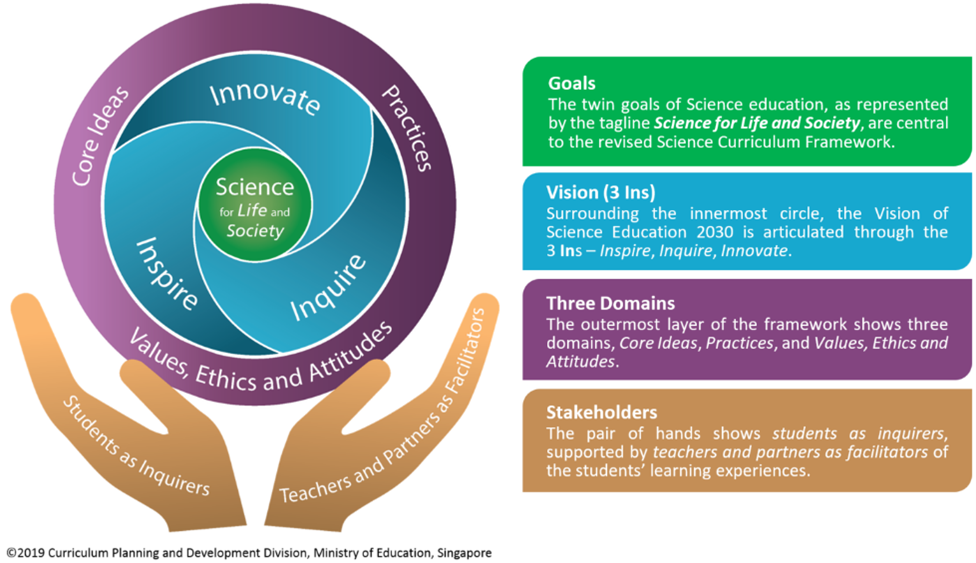 Core Ideas
Practices
Values, Ethics and Attitudes
Innovate
Inspire
Inquire
Science
for Life and
Society
Students as Inquirers
Teachers and Partners as Facilitators
Goals
The twin goals of Science education, as represented
by the tagline Science for Life and Society, are central
to the revised Science Curriculum Framework.
Vision (3 Ins)
Surrounding the innermost circle, the Vision of
Science Education 2030 is articulated through the
3 Ins – Inspire, Inquire, Innovate.
Three Domains
The outermost layer of the framework shows three
domains, Core Ideas, Practices, and Values, Ethics and
Attitudes.
Stakeholders
The pair of hands shows students as inquirers,
supported by teachers and partners as facilitators of
the students’ learning experiences.
©2019 Curriculum Planning and Development Division, Ministry of Education, Singapore